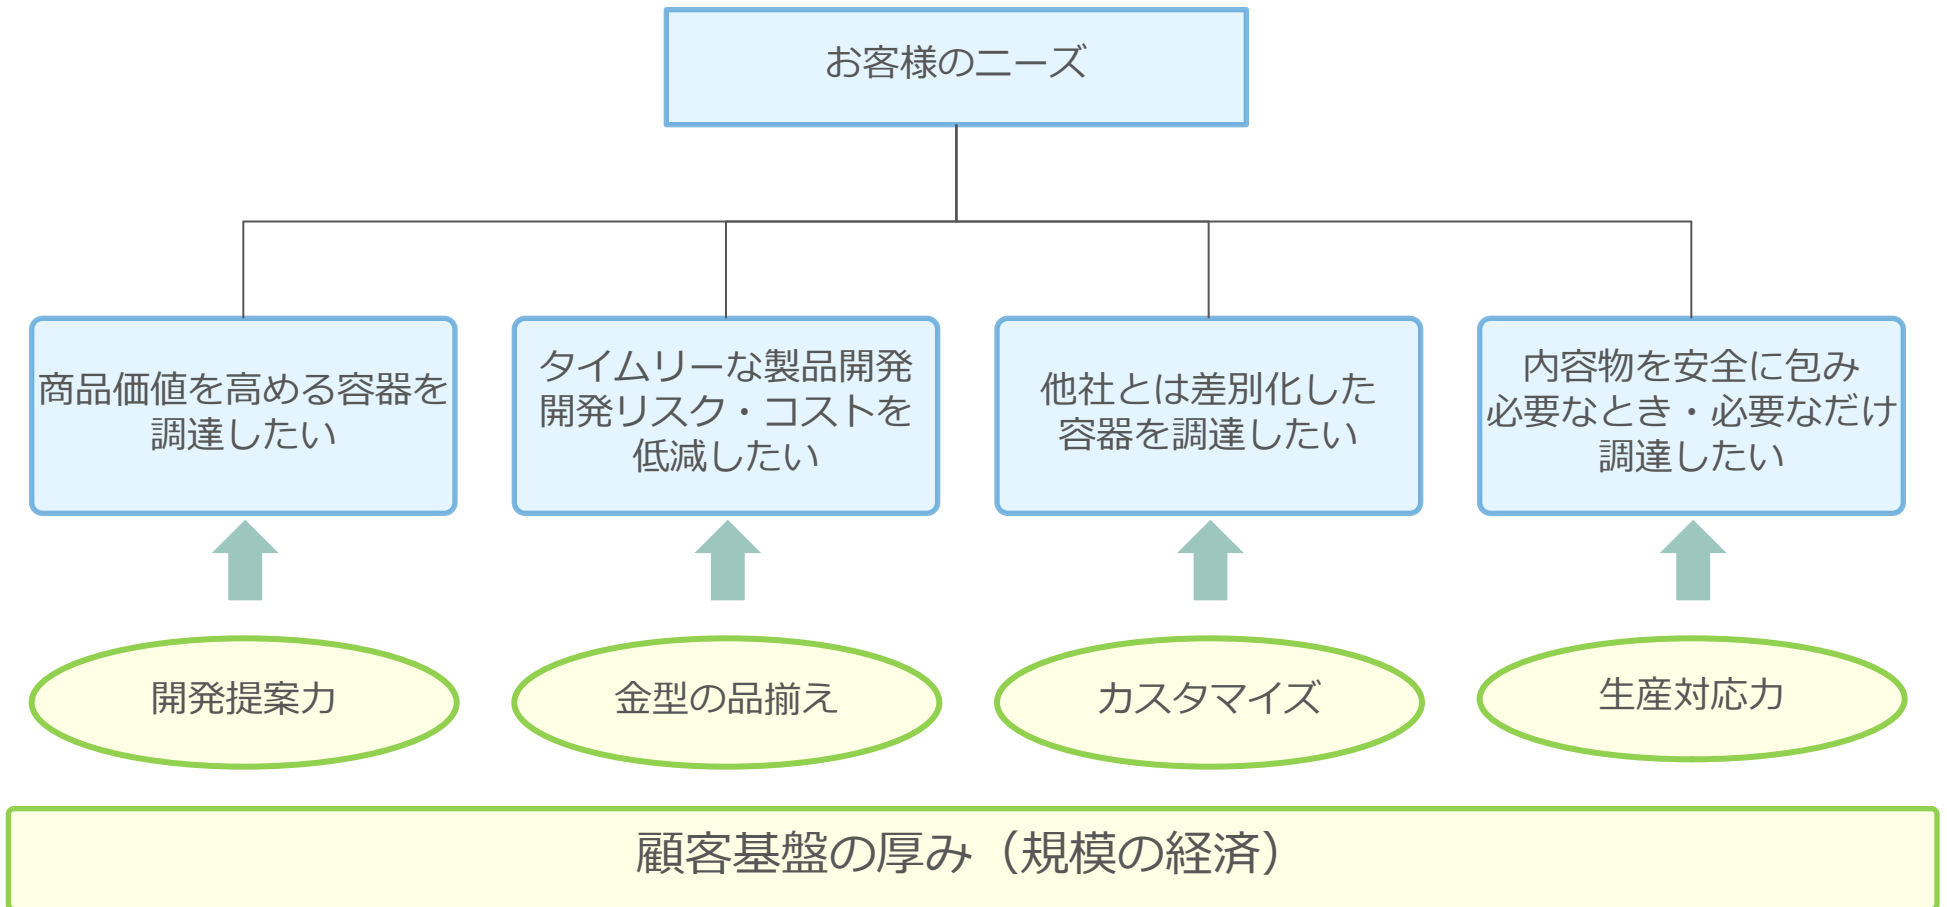 お客様のニーズ
商品価値を高める容器を
調達したい
タイムリーな製品開発
開発リスク・コストを
低減したい
他社とは差別化した
容器を調達したい
内容物を安全に包み
必要なとき・必要なだけ
調達したい
開発提案力
金型の品揃え
カスタマイズ
生産対応力
顧客基盤の厚み（規模の経済）